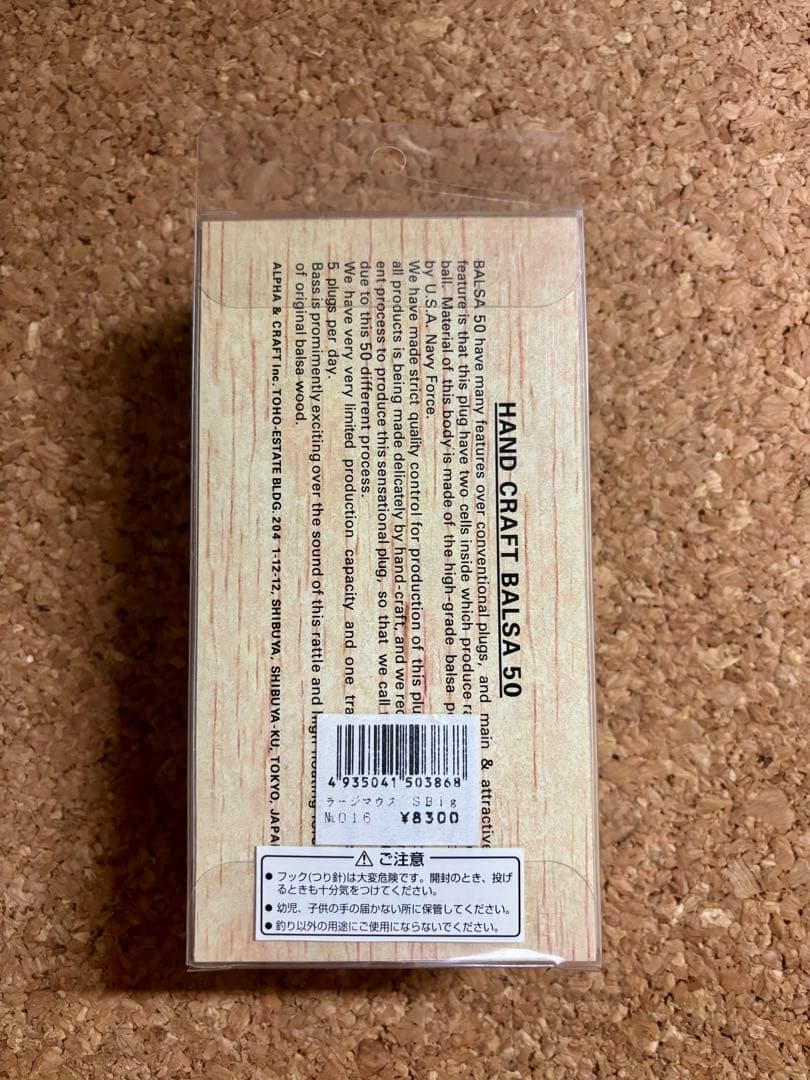 HAND CRAFT BALSA 50
BALSA 50 have many features over conventional plugs, and main & attractive
feature is that this plug have two cells inside which produce ra
ball. Material of this body is made of the high-grade balsa
by U.S.A. Navy Force.
We have made strict quality control for production of this plu
all products is being made delicately by hand-craft, and we req
ent process to produce this sensational plug, so that we call
due to this 50 different process.
We have very very limited production capacity and one tra
5 plugs per day.
Bass is promimently exciting over the sound of this rattle and high floating
of original balsa wood.
ALPHA & CRAFT Inc. TOHO-ESTATE BLDG. 204 1-12-12, SHIBUYA, SHIBUYA-KU, TOKYO, JAPA
4 935041 503868
ラージマウス SBig
№016 ¥8300
⚠ ご注意
● フック(つり針)は大変危険です。開封のとき、投げ
るときも十分気をつけてください。
● 幼児、子供の手の届かない所に保管してください。
● 釣り以外の用途にご使用にならないでください。